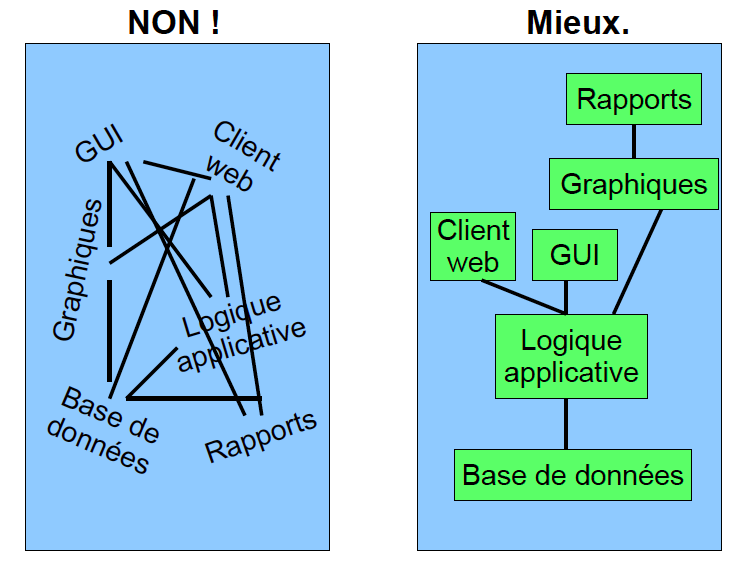 NON !
GUI
Client
web
Graphiques
Logique
applicative
Base de
données
Rapports
Mieux.
Rapports
Graphiques
Client
web
GUI
Logique
applicative
Base de données